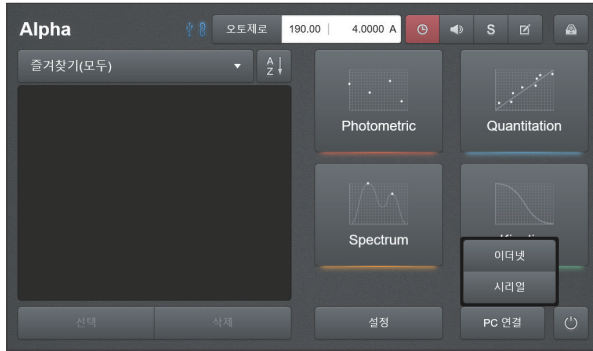 Alpha
오토제로
190.00
4.0000 A
S
즐겨찾기(모두)
A
Z
Photometric
Quantitation
Spectrum
이더넷
시리얼
선택
삭제
설정
PC 연결